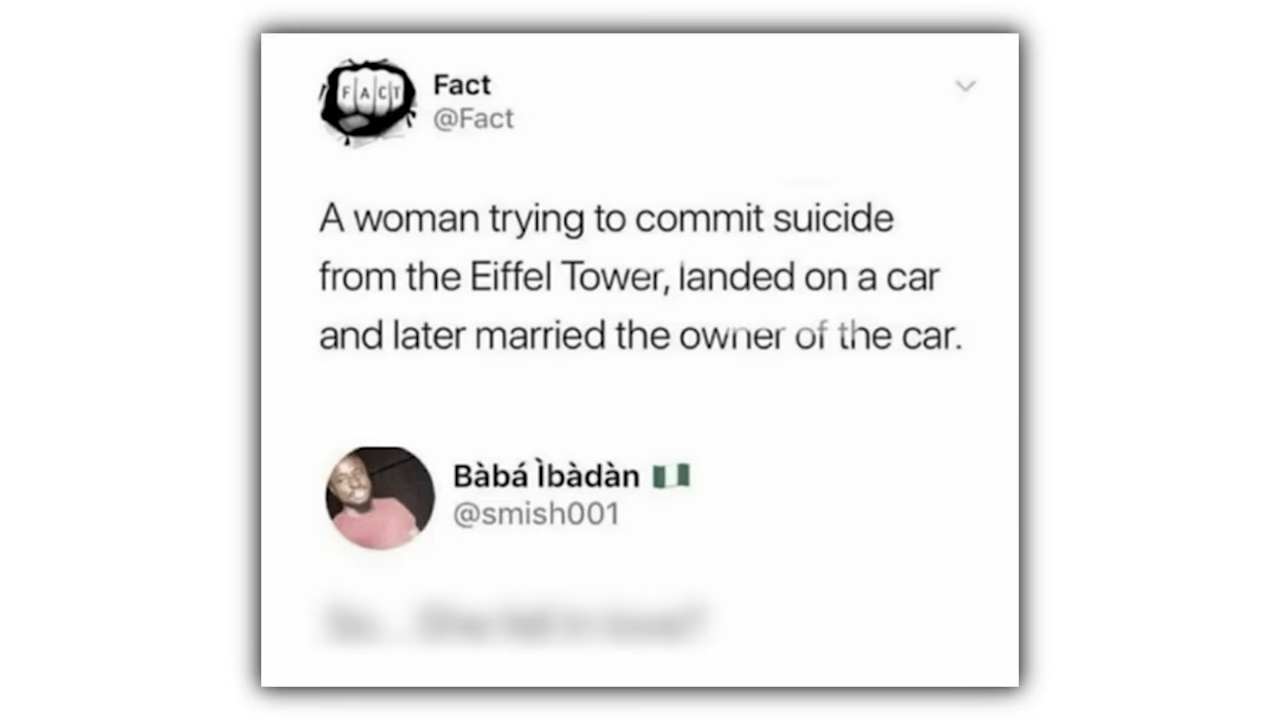 FACT
Fact
@Fact
A woman trying to commit suicide
from the Eiffel Tower, landed on a car
and later married the owner of the car.
Bàbá Ìbàdàn
@smish001